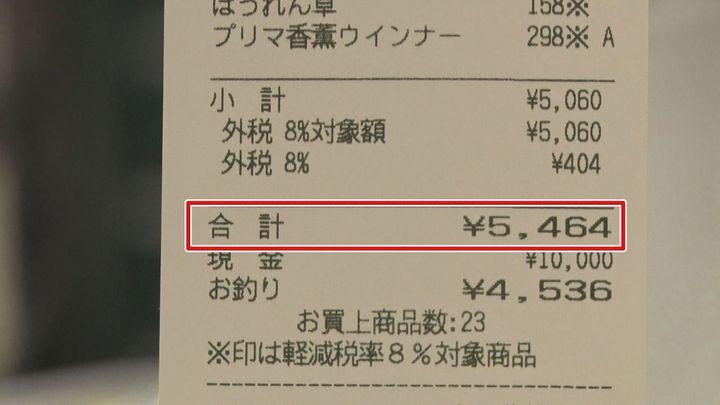 ほうれん草 158※
プリマ香薫ウインナー 298※ A
小 計 ¥5,060
外税 8%対象額 ¥5,060
外税 8% ¥404
合 計 ¥5,464
現 金 ¥10,000
お釣り ¥4,536
お買上商品数:23
※印は軽減税率8%対象商品